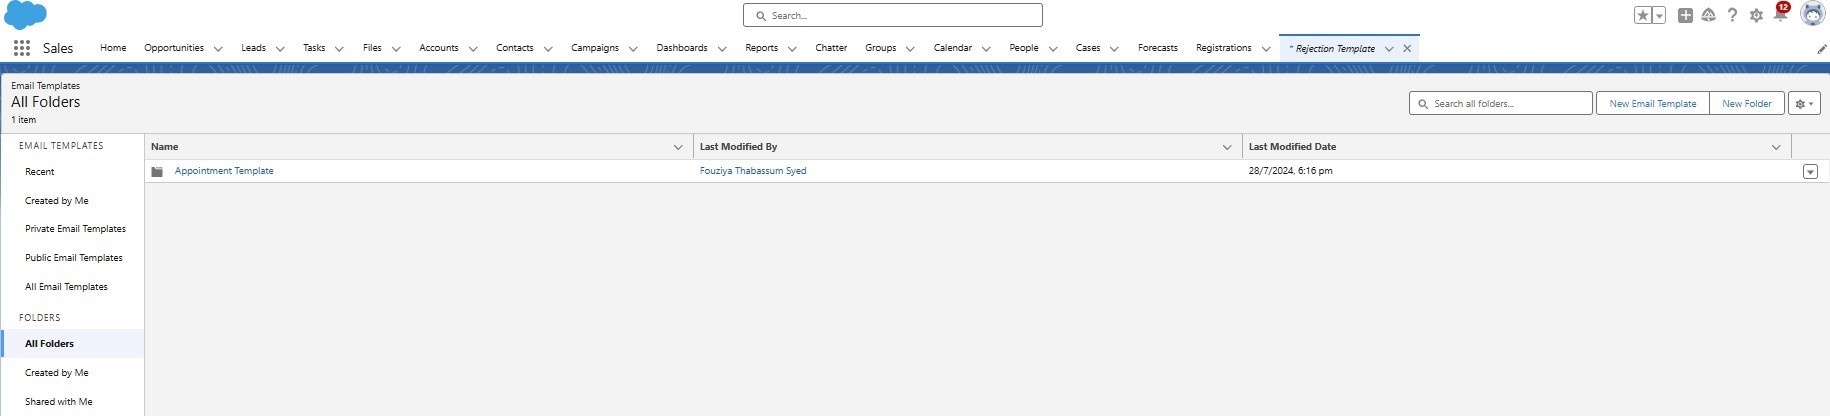 Search...
12
Sales Home Opportunities Leads Tasks Files Accounts Contacts Campaigns Dashboards Reports Chatter Groups Calendar People Cases Forecasts Registrations * Rejection Template
Email Templates
All Folders
1 item
Search all folders... New Email Template New Folder
EMAIL TEMPLATES
Recent
Created by Me
Private Email Templates
Public Email Templates
All Email Templates
FOLDERS
All Folders
Created by Me
Shared with Me
Name Last Modified By Last Modified Date
Appointment Template Fouziya Thabassum Syed 28/7/2024, 6:16 pm